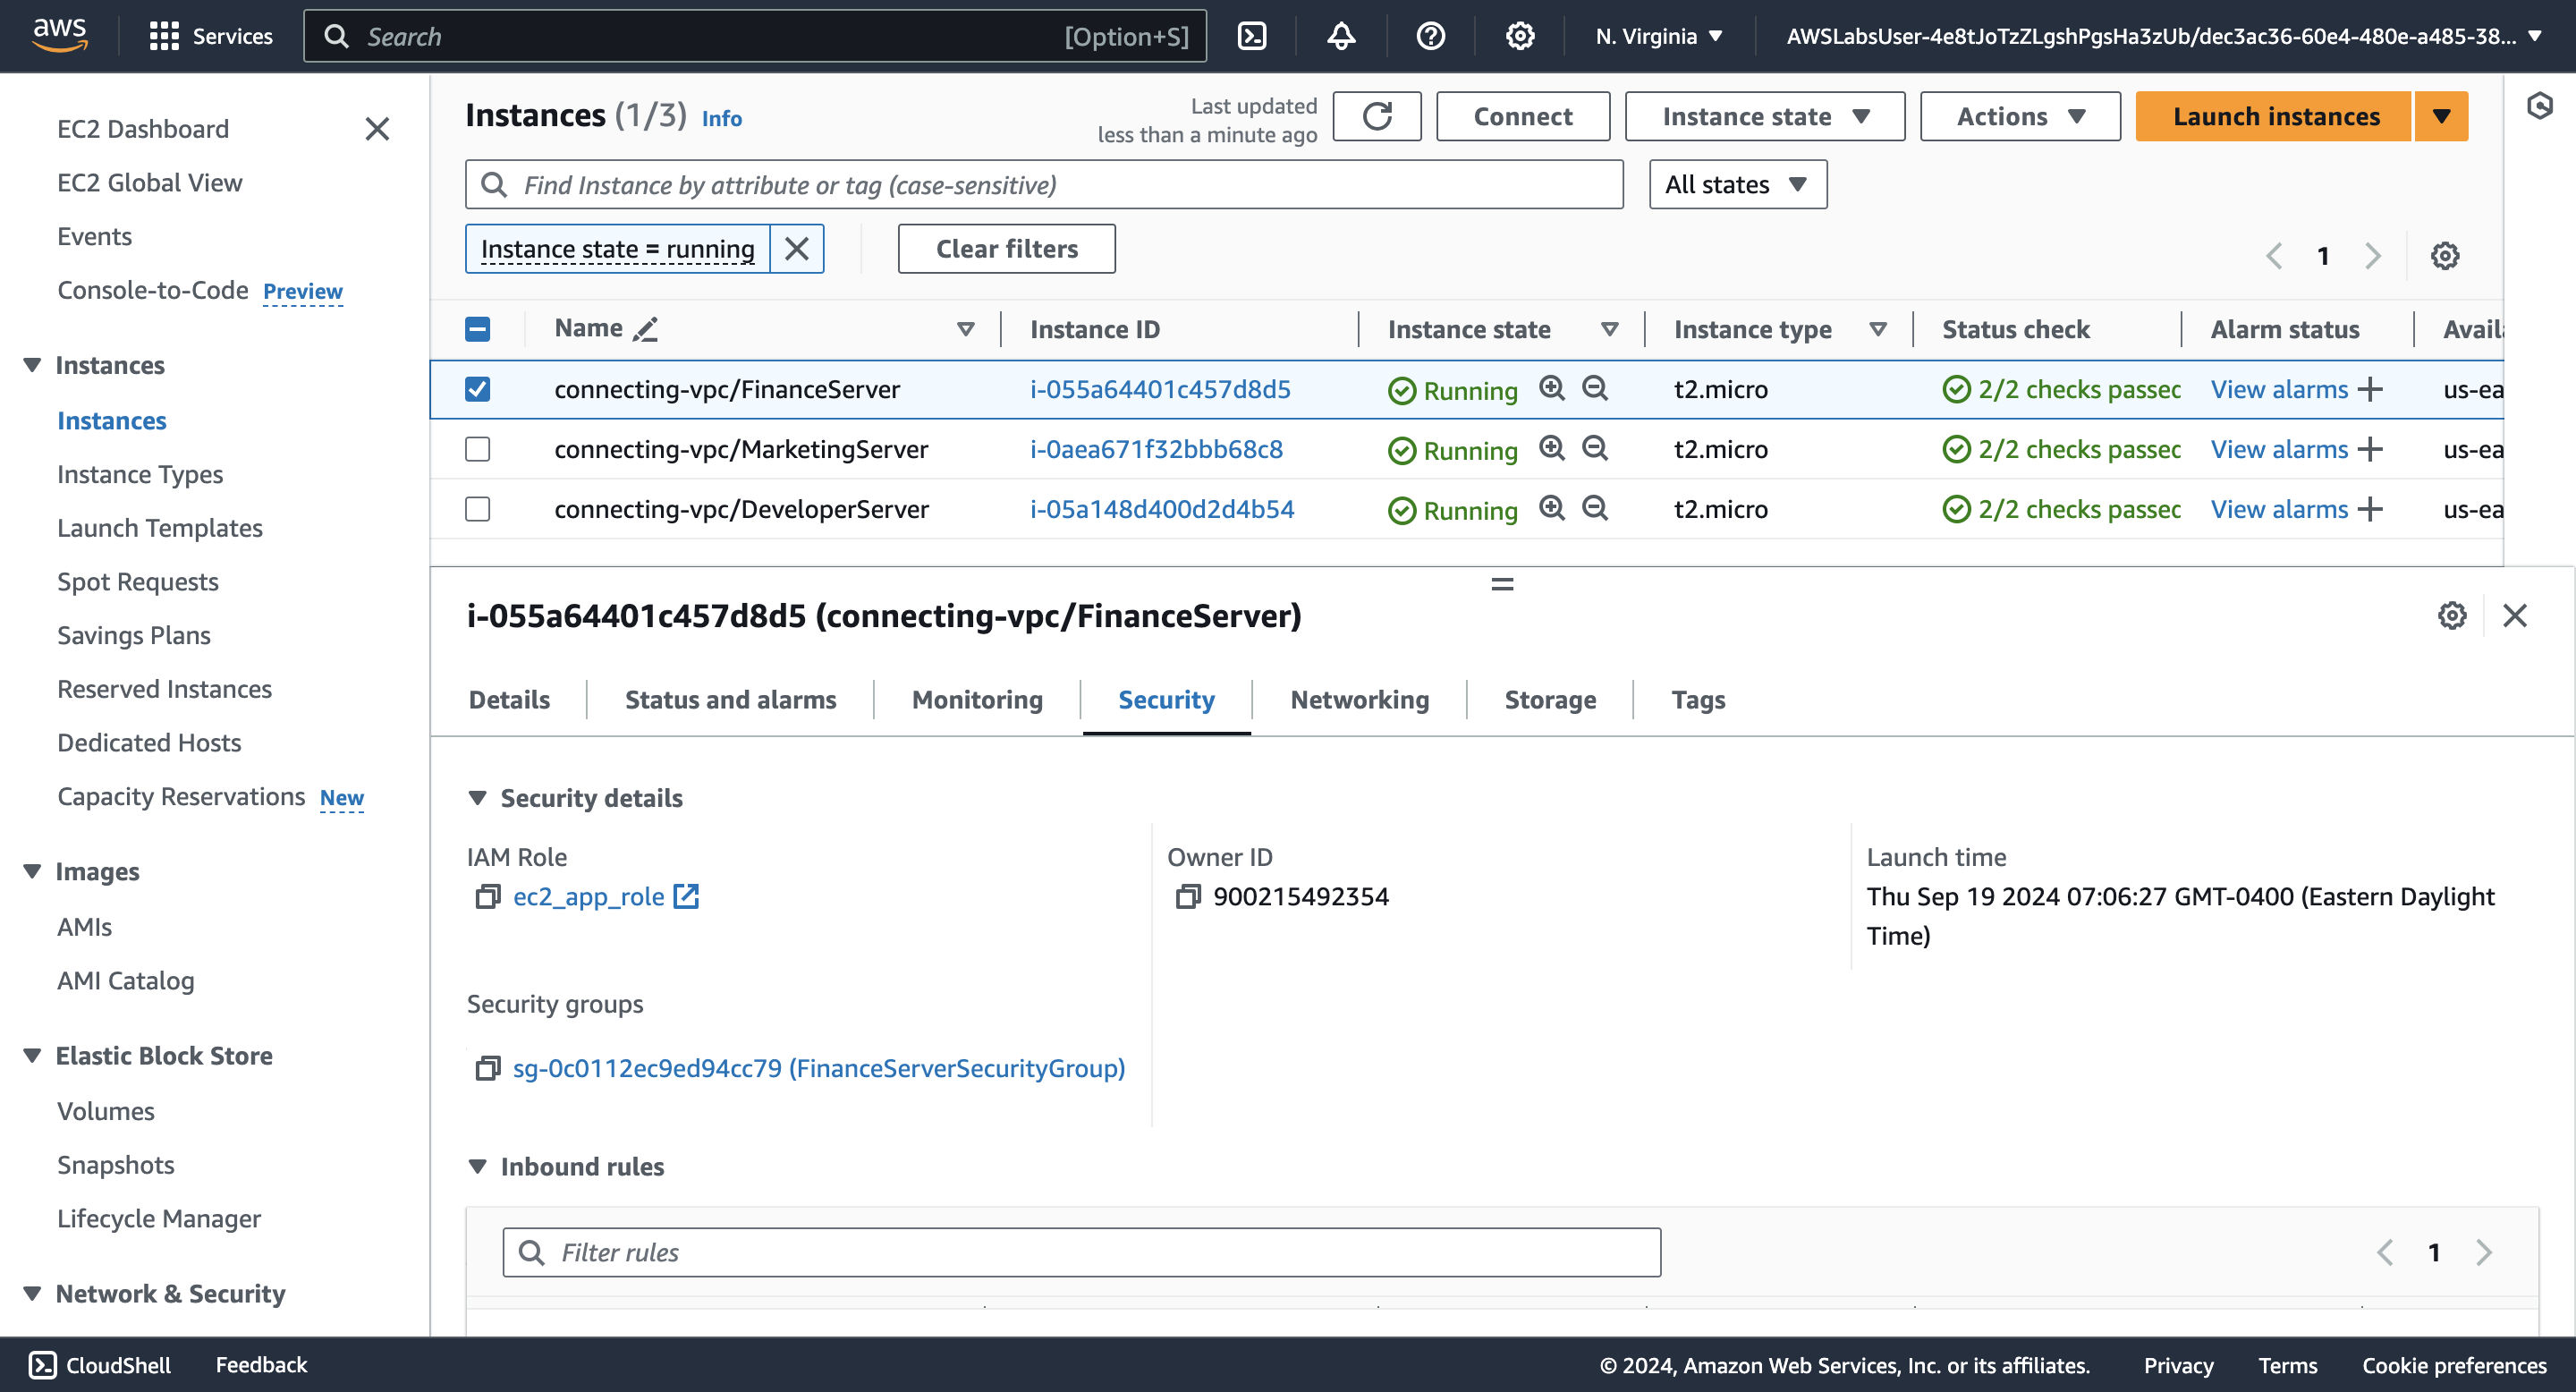 aws
Services
Search [Option+S]
N. Virginia
AWSLabsUser-4e8tJoTzZLgshPgsHa3zUb/dec3ac36-60e4-480e-a485-38...
EC2 Dashboard
EC2 Global View
Events
Console-to-Code Preview
Instances
Instances
Instance Types
Launch Templates
Spot Requests
Savings Plans
Reserved Instances
Dedicated Hosts
Capacity Reservations New
Images
AMIs
AMI Catalog
Elastic Block Store
Volumes
Snapshots
Lifecycle Manager
Network & Security
Instances (1/3) Info
Last updated
less than a minute ago
Connect
Instance state
Actions
Launch instances
Find Instance by attribute or tag (case-sensitive)
All states
Instance state = running
Clear filters
1
Name Instance ID Instance state Instance type Status check Alarm status Avail
connecting-vpc/FinanceServer i-055a64401c457d8d5 Running t2.micro 2/2 checks passed View alarms us-ea
connecting-vpc/MarketingServer i-0aea671f32bbb68c8 Running t2.micro 2/2 checks passed View alarms us-ea
connecting-vpc/DeveloperServer i-05a148d400d2d4b54 Running t2.micro 2/2 checks passed View alarms us-ea
i-055a64401c457d8d5 (connecting-vpc/FinanceServer)
Details Status and alarms Monitoring Security Networking Storage Tags
Security details
IAM Role
ec2_app_role
Owner ID
900215492354
Launch time
Thu Sep 19 2024 07:06:27 GMT-0400 (Eastern Daylight
Time)
Security groups
sg-0c0112ec9ed94cc79 (FinanceServerSecurityGroup)
Inbound rules
Filter rules
1
CloudShell Feedback © 2024, Amazon Web Services, Inc. or its affiliates. Privacy Terms Cookie preferences